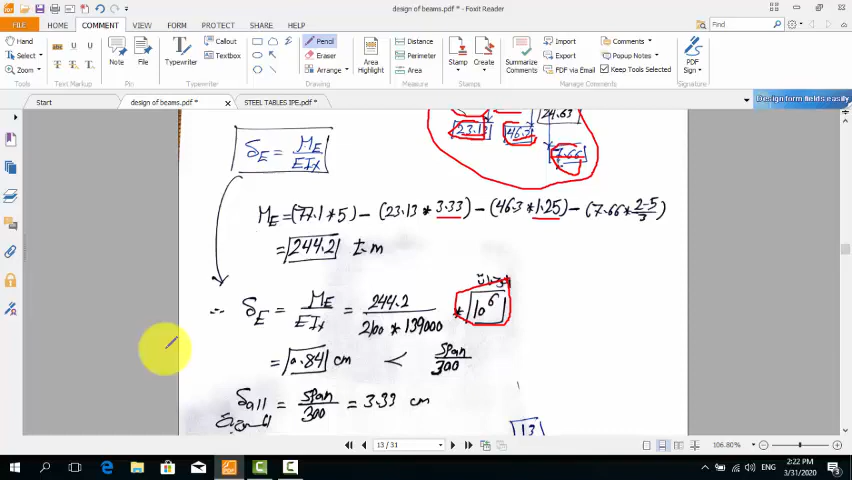 design of beams.pdf * - Foxit Reader
FILE HOME COMMENT VIEW FORM PROTECT SHARE HELP
Find
Hand
Select
Zoom
Text Markup
Note File
Pin
Typewriter
Callout
Textbox
Typewriter
Pencil
Eraser
Arrange
Drawing
Area Highlight
Distance
Perimeter
Area
Measure
Stamp Create
Stamps
Import
Export
PDF via Email
Summarize Comments
Comments
Popup Notes
Keep Tools Selected
Manage Comments
PDF Sign
Signature
Start design of beams.pdf * STEEL TABLES IPE.pdf *
Design form fields easily
24.63
23.13 46.3
7.66
δE = ME/EIx
ME = (77.1*5) - (23.13*3.33) - (46.3*1.25) - (7.66*2.5/3)
= 244.2 t.m
∴ δE = ME/EIx = 244.2/2100*139000 * 10^6
= 0.84 cm < span/300
δall = span/300 = 3.33 cm
13
13 / 31
106.80%
ENG
2:22 PM
3/31/2020